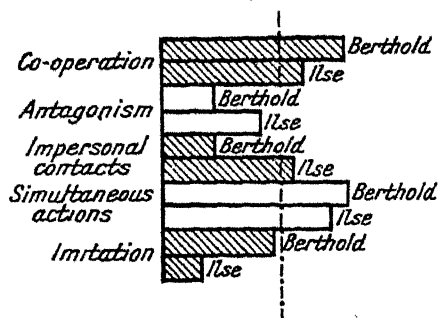 Co-operation
Berthold
Ilse
Antagonism
Berthold
Ilse
Impersonal
contacts
Berthold
Ilse
Simultaneous
actions
Berthold
Ilse
Imitation
Berthold
Ilse